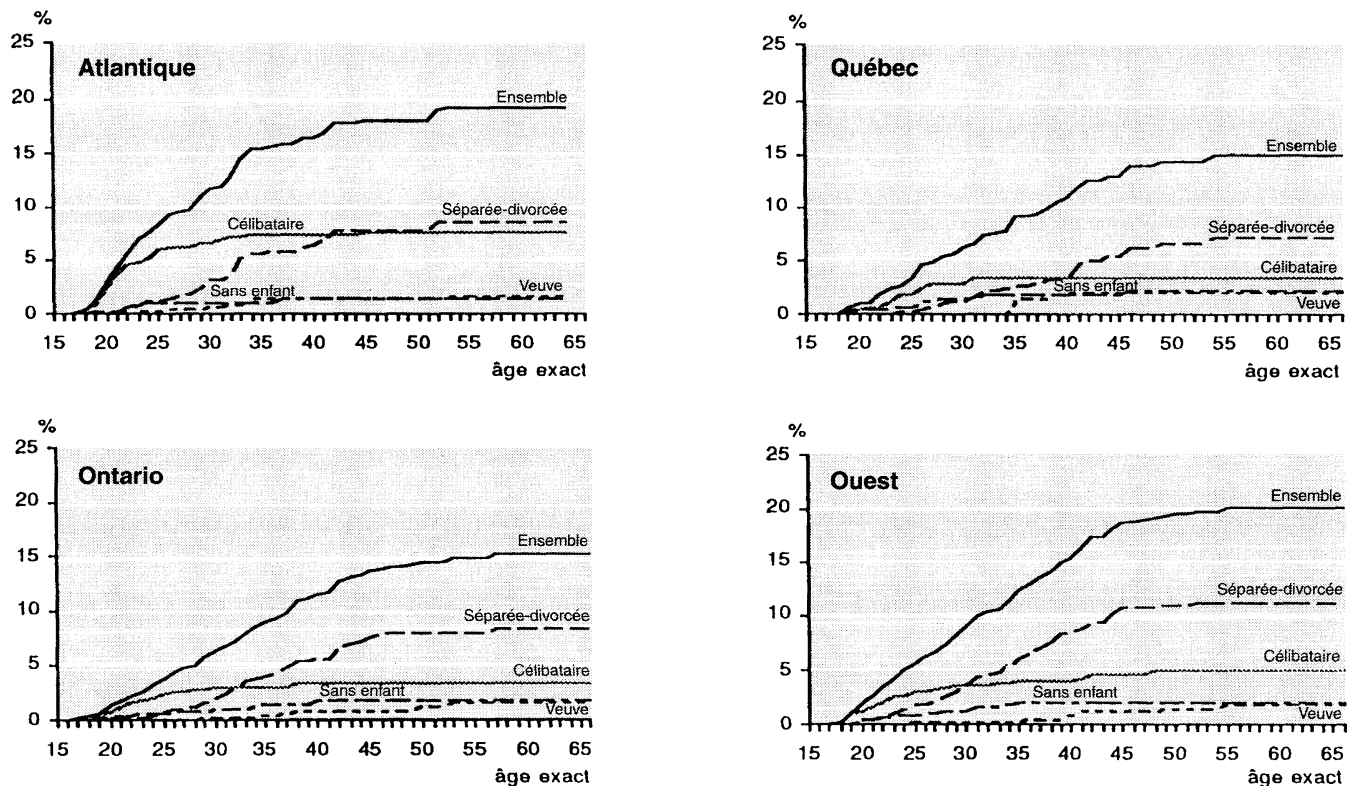 %
25
20
15
10
5
0
Atlantique
Ensemble
Séparée-divorcée
Célibataire
Sans enfant
Veuve
15 20 25 30 35 40 45 50 55 60 65
âge exact
%
25
20
15
10
5
0
Québec
Ensemble
Séparée-divorcée
Célibataire
Sans enfant
Veuve
15 20 25 30 35 40 45 50 55 60 65
âge exact
%
25
20
15
10
5
0
Ontario
Ensemble
Séparée-divorcée
Célibataire
Sans enfant
Veuve
15 20 25 30 35 40 45 50 55 60 65
âge exact
%
25
20
15
10
5
0
Ouest
Ensemble
Séparée-divorcée
Célibataire
Sans enfant
Veuve
15 20 25 30 35 40 45 50 55 60 65
âge exact